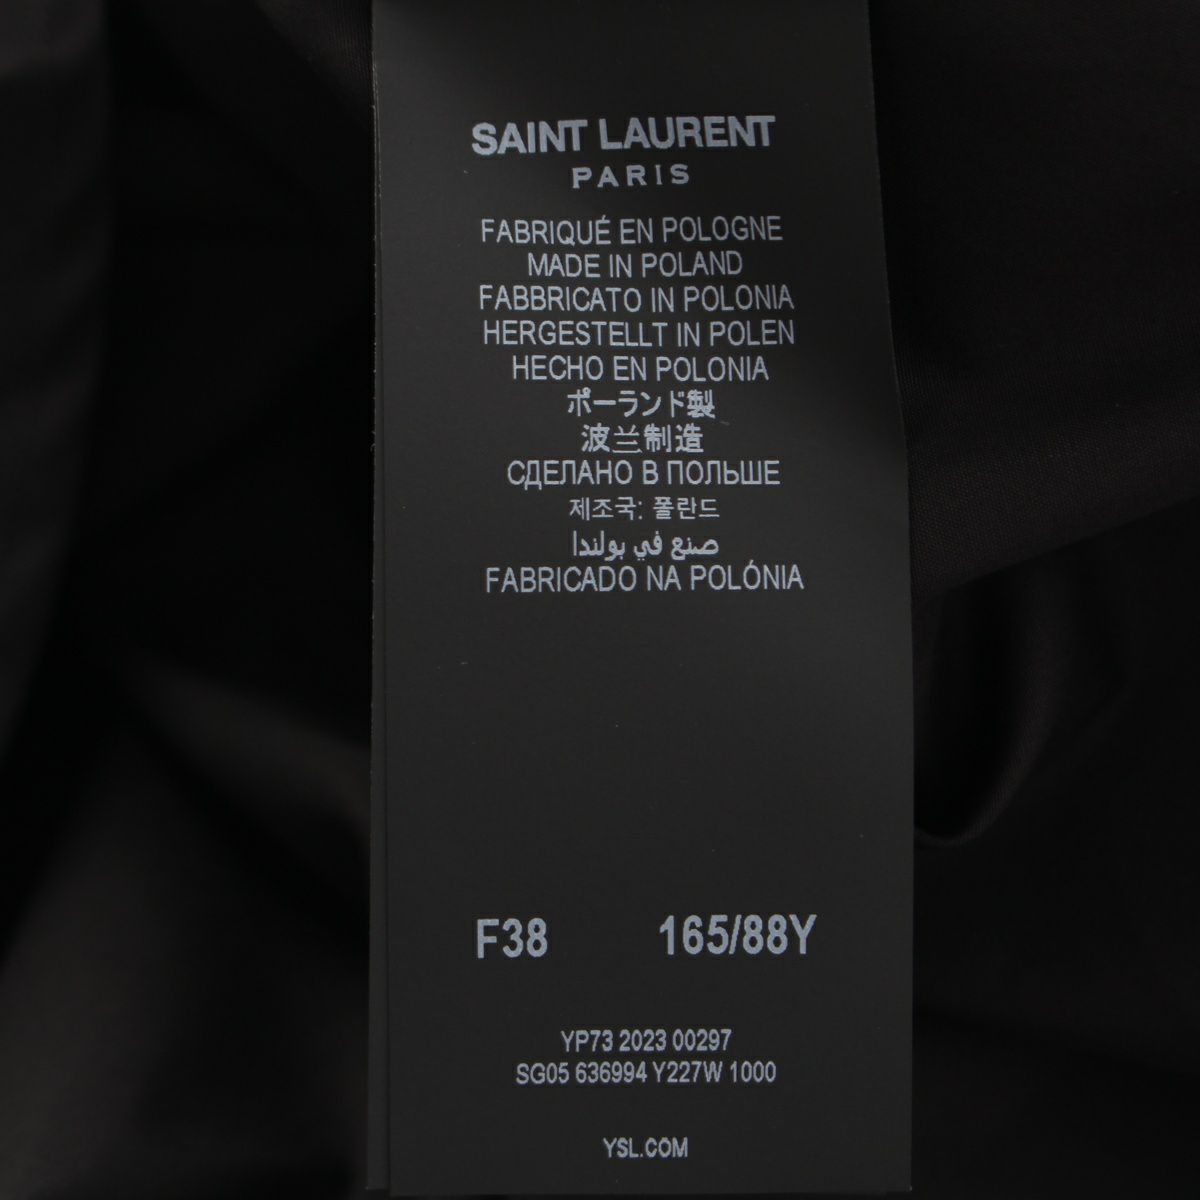 SAINT LAURENT
PARIS
FABRIQUÉ EN POLOGNE
MADE IN POLAND
FABBRICATO IN POLONIA
HERGESTELLT IN POLEN
HECHO EN POLONIA
ポーランド製
波兰制造
СДЕЛАНО В ПОЛЬШЕ
제조국: 폴란드
صنع في بولندا
FABRICADO NA POLÓNIA
F38 165/88Y
YP73 2023 00297
SG05 636994 Y227W 1000
YSL.COM